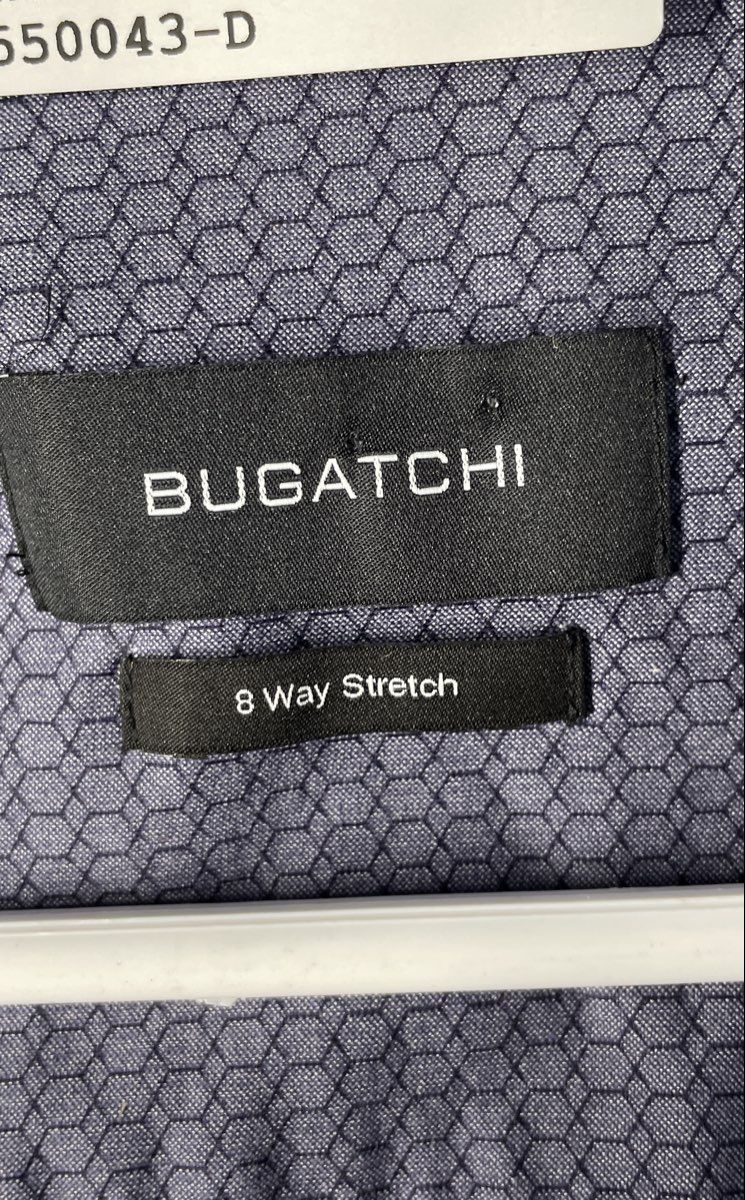 550043-D
BUGATCHI
8 Way Stretch